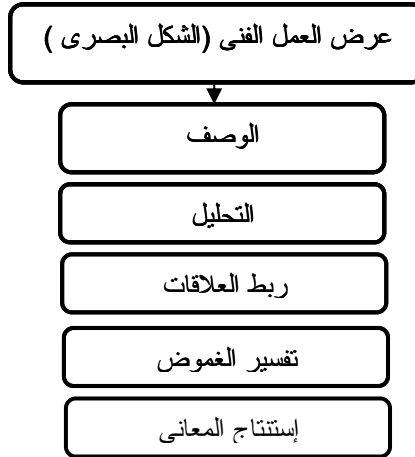 عرض العمل الفنى (الشكل البصرى )
الوصف
التحليل
ربط العلاقات
تفسير الغموض
إستنتاج المعانى